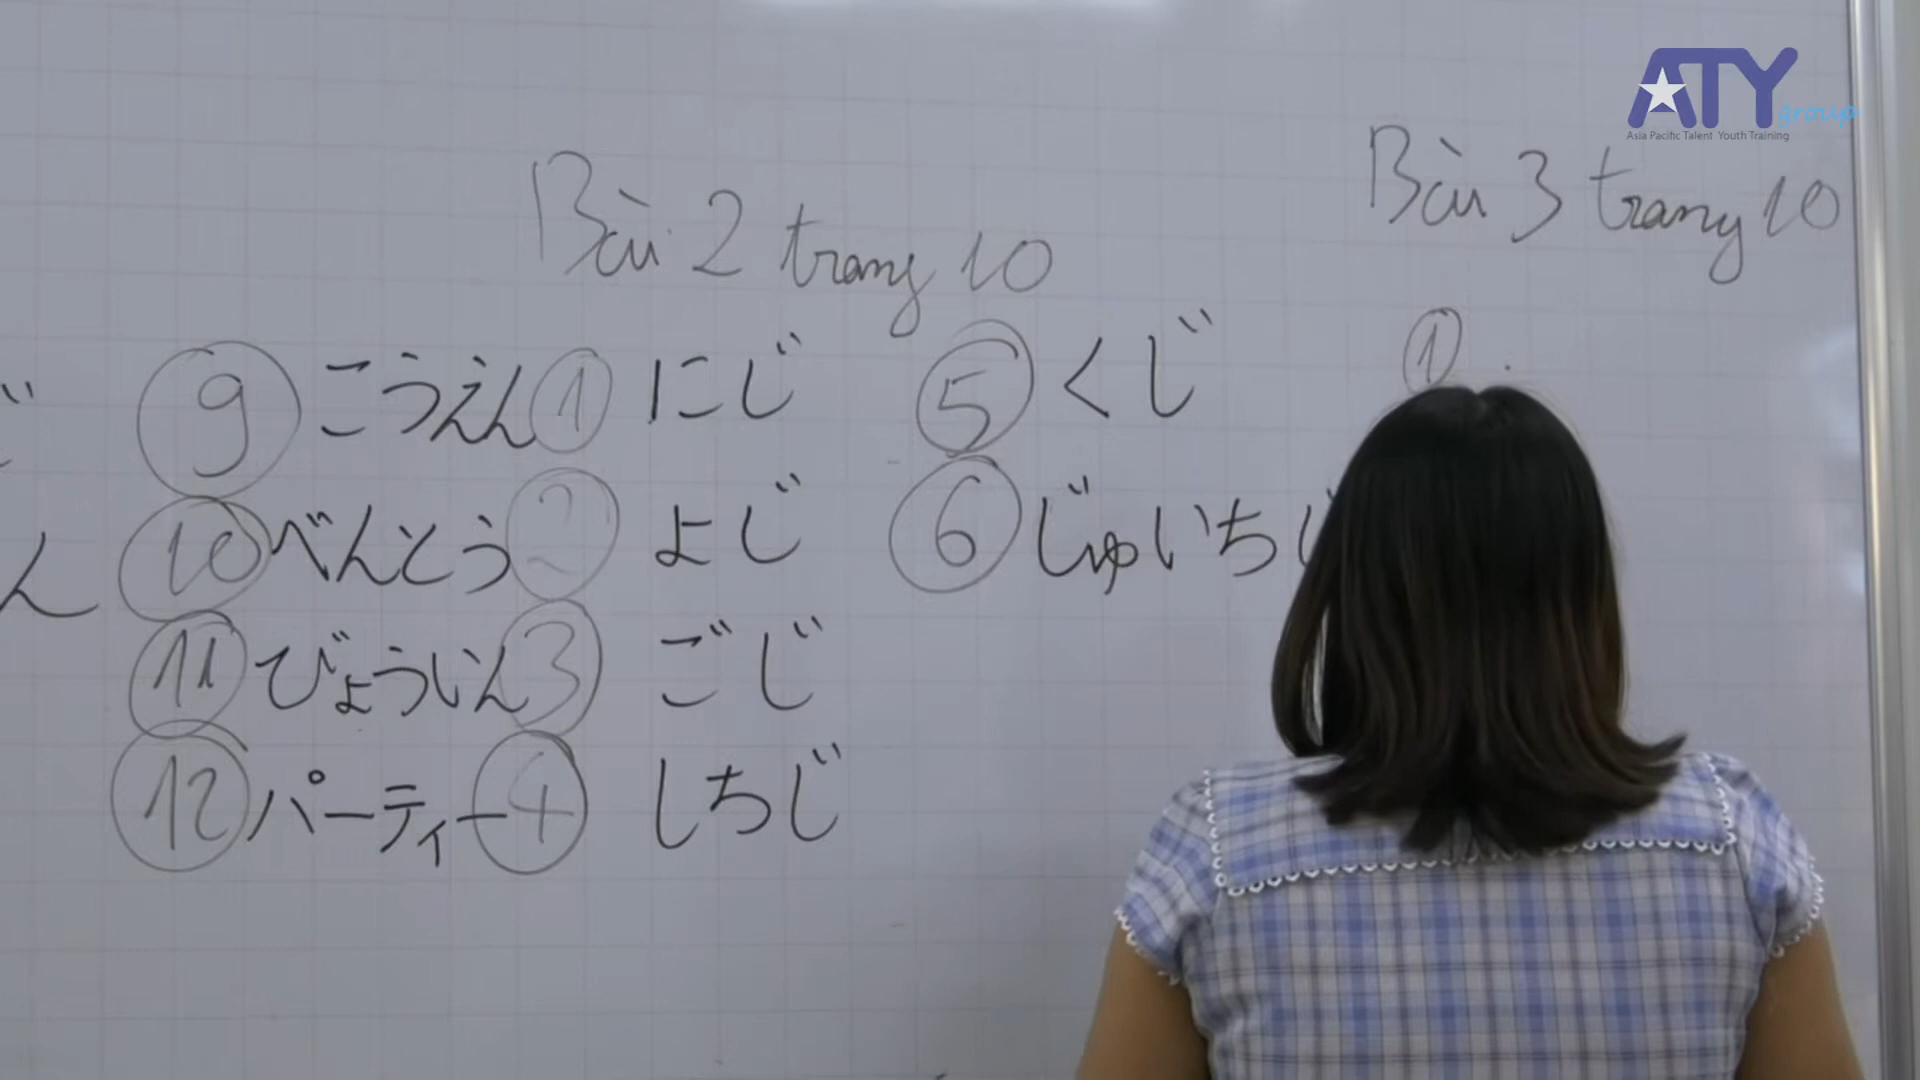 ATY group
Asia Pacific Talent Youth Training
Bài 2 trang 10
Bài 3 trang 10
⑨ こうえん
⑩ べんとう
⑪ びょういん
⑫ パーティー
① にじ
② よじ
③ ごじ
④ しちじ
⑤ くじ
⑥ じゅいちじ
①